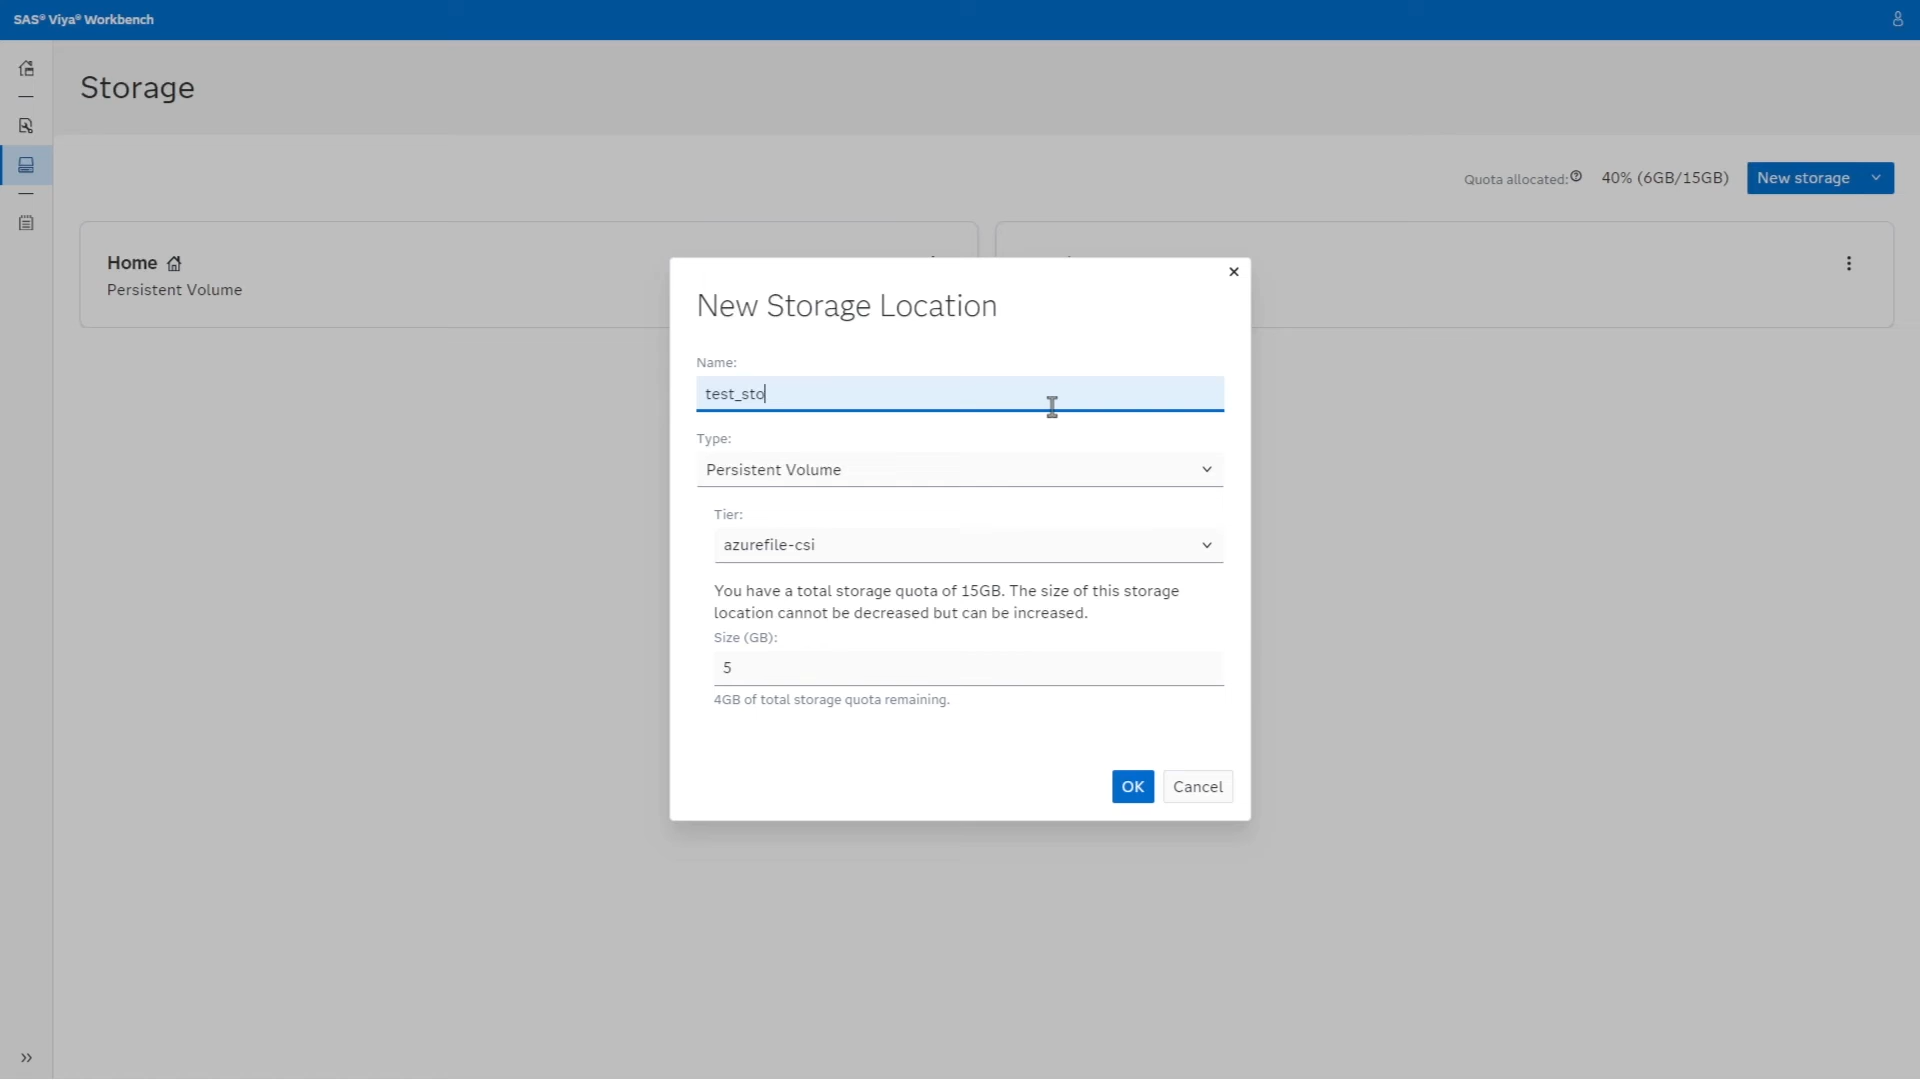 SAS® Viya® Workbench
Storage
Quota allocated:
40% (6GB/15GB)
New storage
Home
Persistent Volume
New Storage Location
Name:
test_sto
Type:
Persistent Volume
Tier:
azurefile-csi
You have a total storage quota of 15GB. The size of this storage
location cannot be decreased but can be increased.
Size (GB):
5
4GB of total storage quota remaining.
OK
Cancel